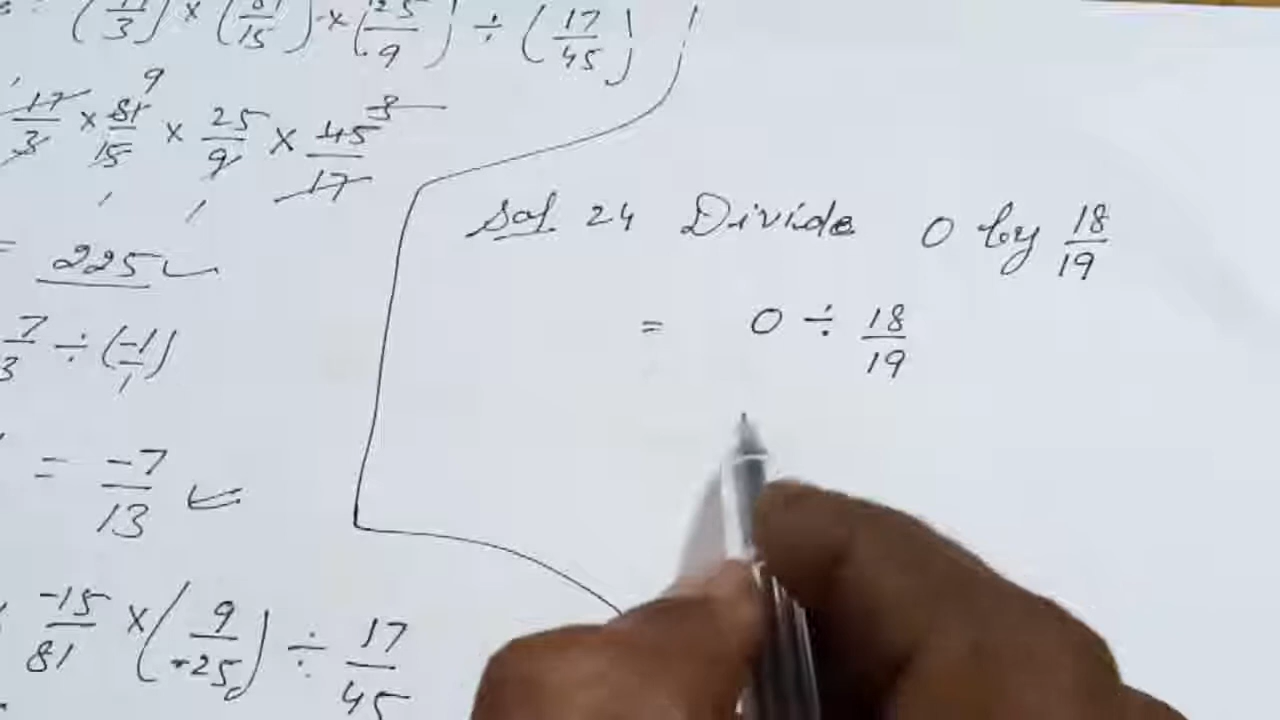 (17/3) × (81/15) × (25/9) ÷ (17/45)
17/3 × 81/15 × 25/9 × 45/17
9 3
= 225
7 ÷ (-1/1)
= -7/13
-15/81 × (9/-25) ÷ 17/45
Sol. 24 Divide 0 by 18/19
= 0 ÷ 18/19